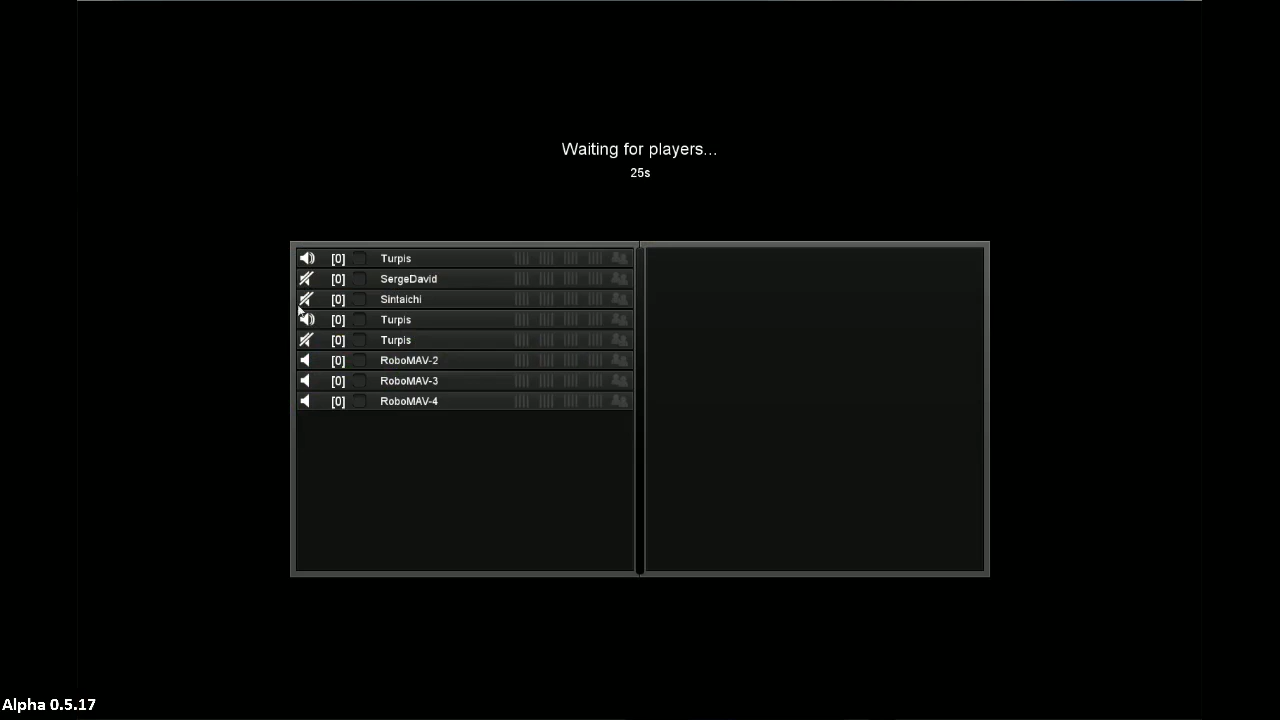 Waiting for players...
25s
[0] Turpis
[0] SergeDavid
[0] Sintaichi
[0] Turpis
[0] Turpis
[0] RoboMAV-2
[0] RoboMAV-3
[0] RoboMAV-4
Alpha 0.5.17